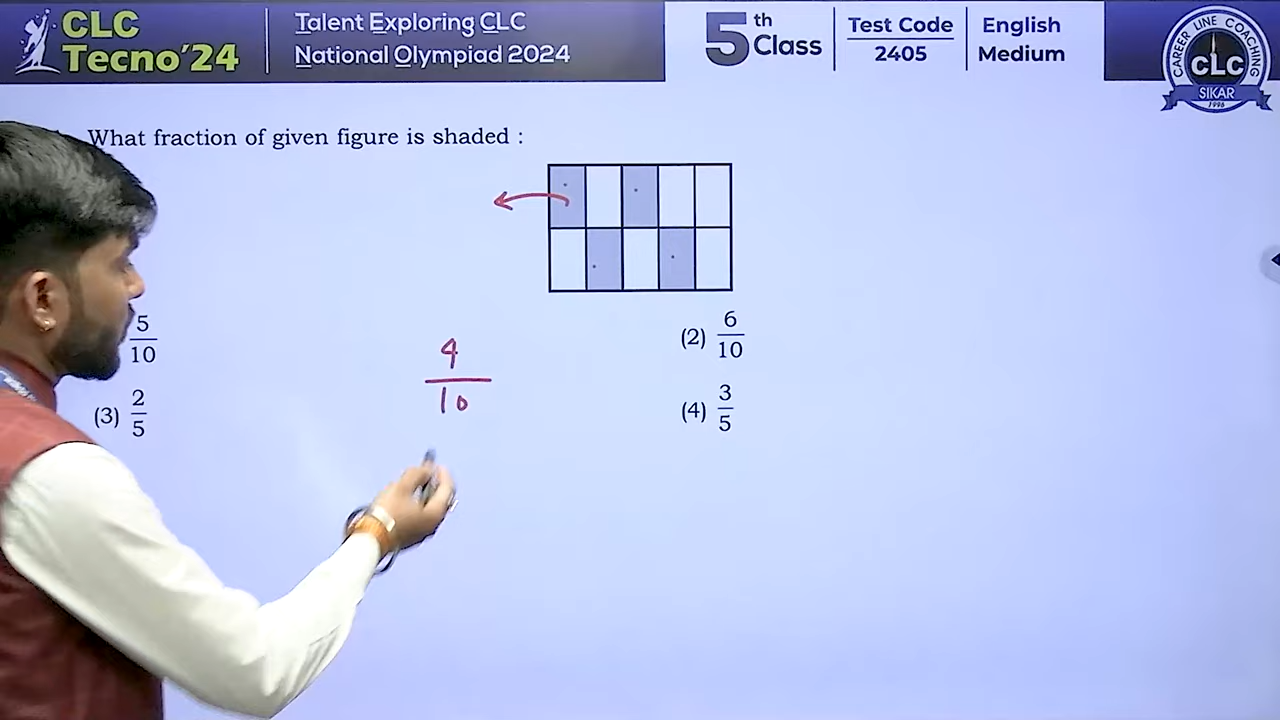 CLC
Tecno'24
Talent Exploring CLC
National Olympiad 2024
5th Class
Test Code
2405
English
Medium
CAREER LINE COACHING
CLC
SIKAR
1996
What fraction of given figure is shaded :
5/10
(2) 6/10
4/10
(3) 2/5
(4) 3/5